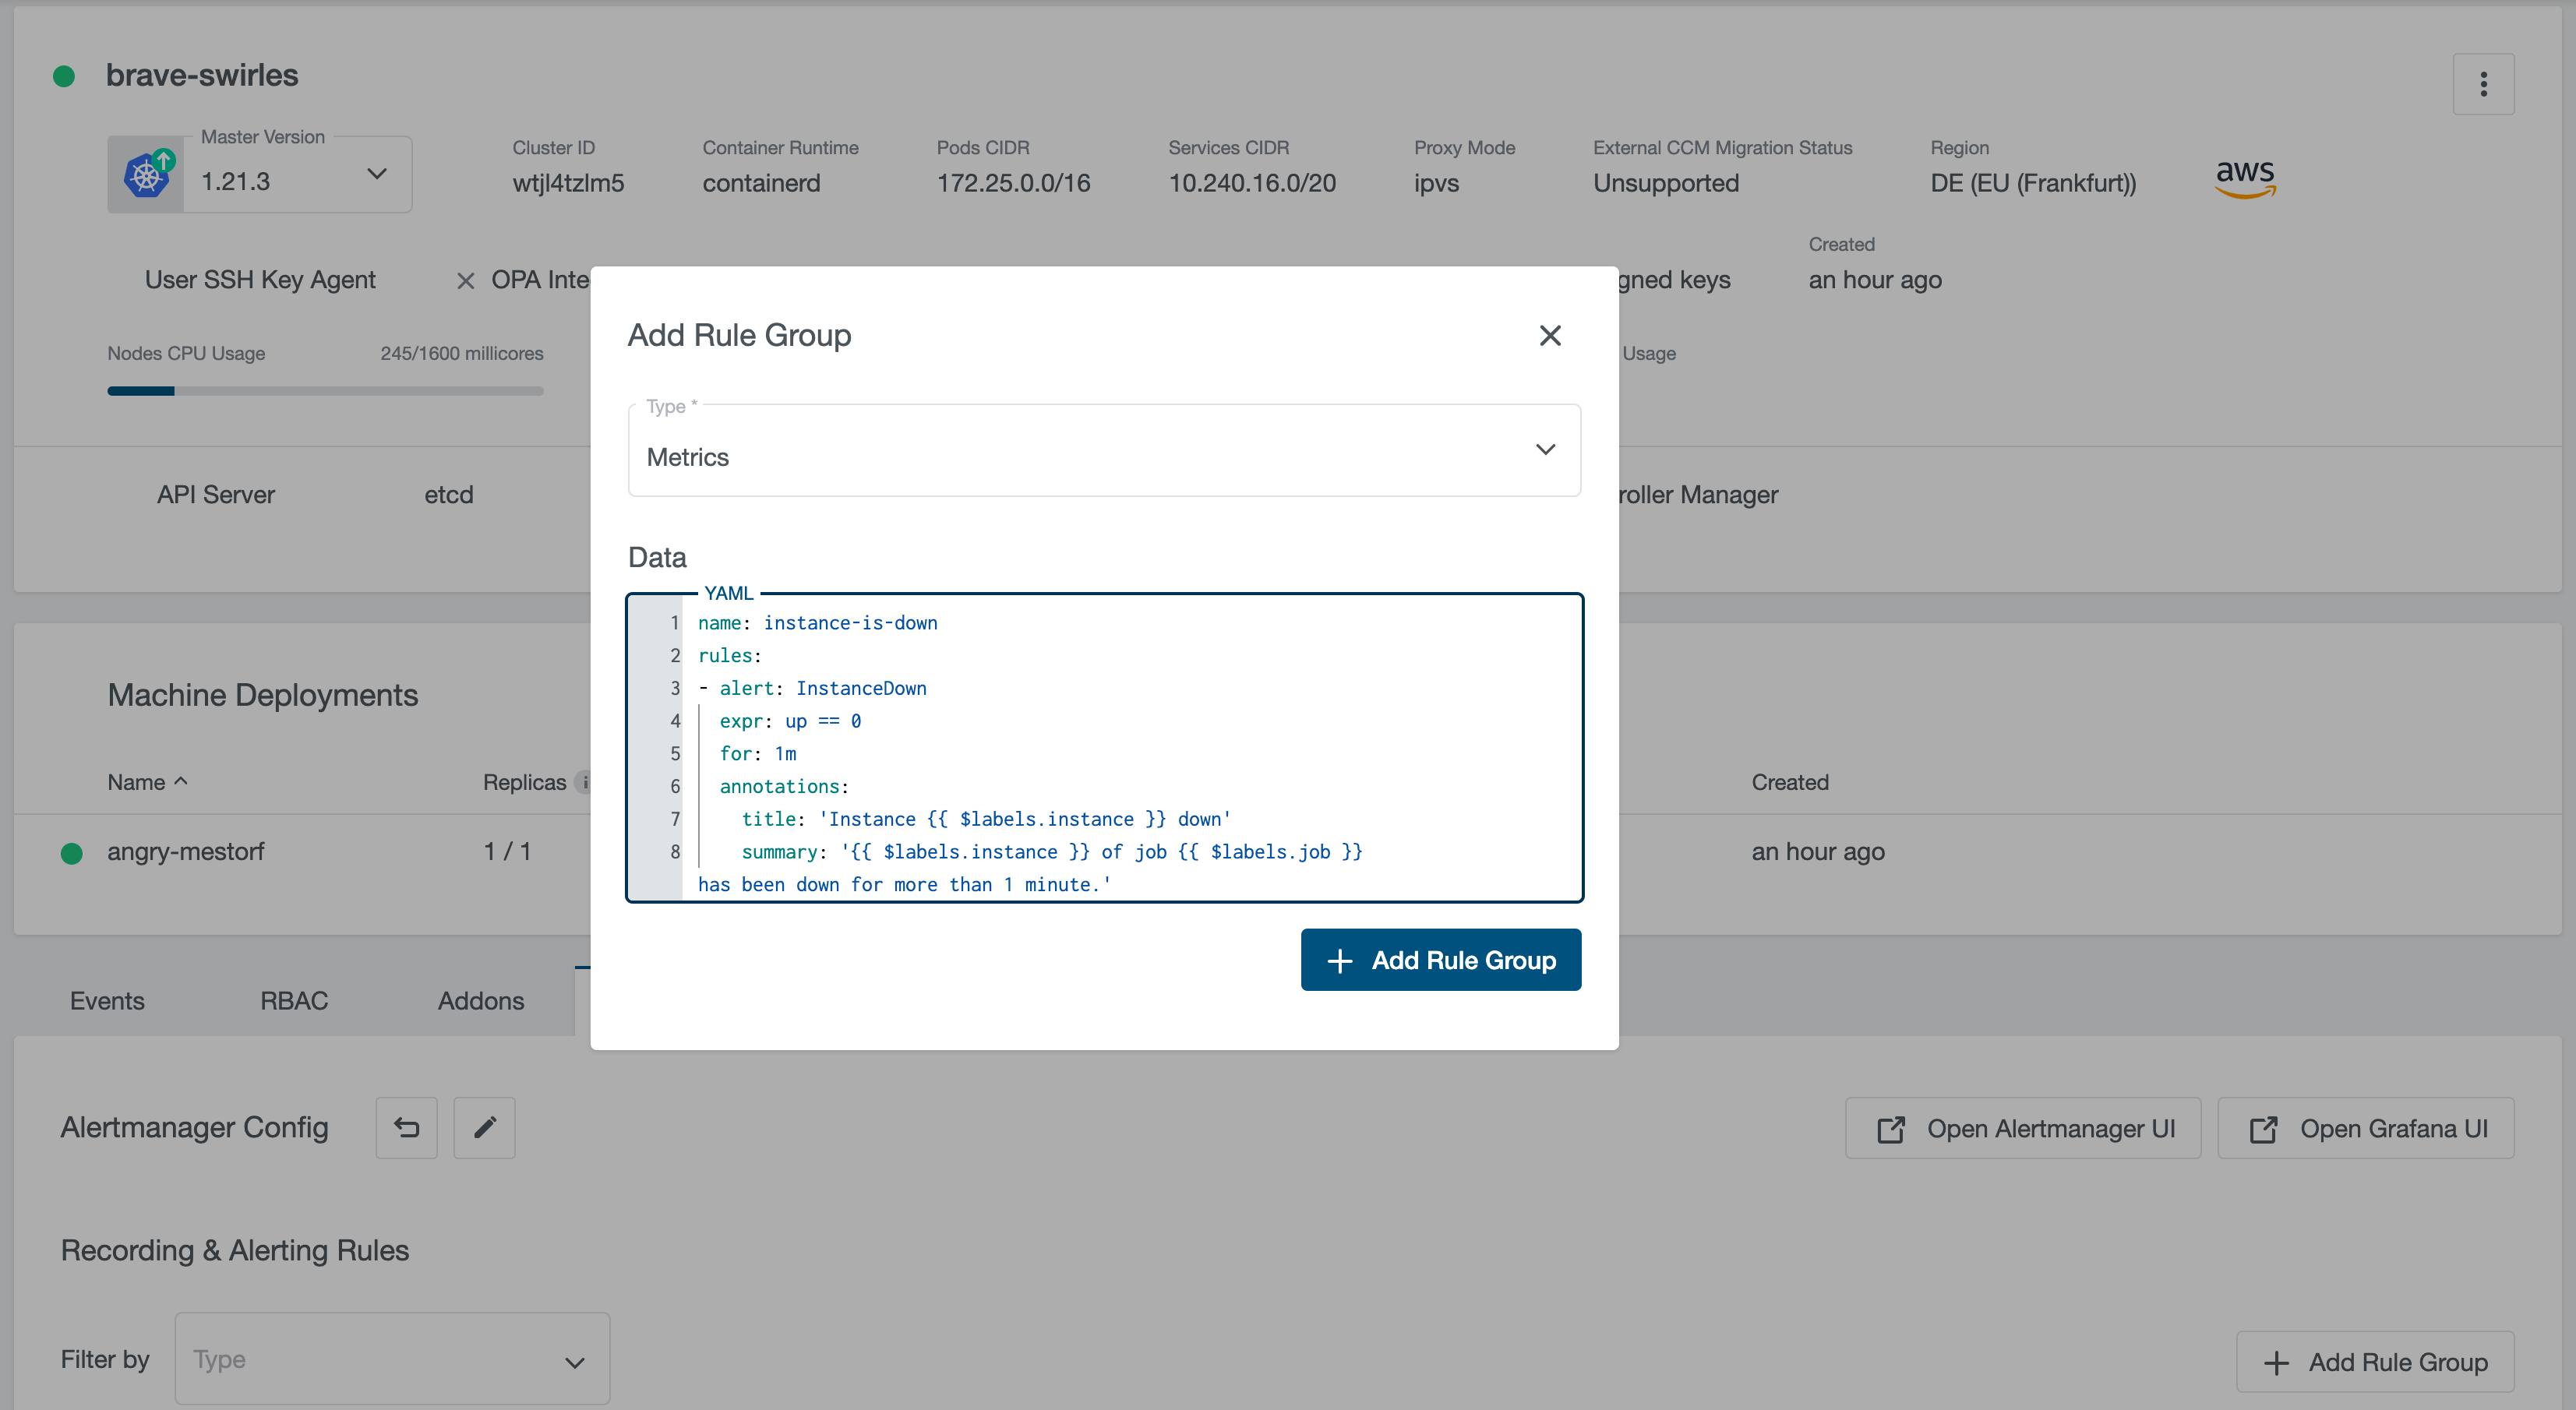 brave-swirles
Master Version
1.21.3
Cluster ID
wtjl4tzlm5
Container Runtime
containerd
Pods CIDR
172.25.0.0/16
Services CIDR
10.240.16.0/20
Proxy Mode
ipvs
External CCM Migration Status
Unsupported
Region
DE (EU (Frankfurt))
aws
User SSH Key Agent
OPA Inte
gned keys
Created
an hour ago
Nodes CPU Usage
245/1600 millicores
Usage
API Server
etcd
roller Manager
Add Rule Group
Type *
Metrics
Data
YAML
1 name: instance-is-down
2 rules:
3 - alert: InstanceDown
4 expr: up == 0
5 for: 1m
6 annotations:
7 title: 'Instance {{ $labels.instance }} down'
8 summary: '{{ $labels.instance }} of job {{ $labels.job }}
has been down for more than 1 minute.'
Add Rule Group
Machine Deployments
Name
Replicas
Created
angry-mestorf
1 / 1
an hour ago
Events
RBAC
Addons
Alertmanager Config
Open Alertmanager UI
Open Grafana UI
Recording & Alerting Rules
Filter by
Type
Add Rule Group